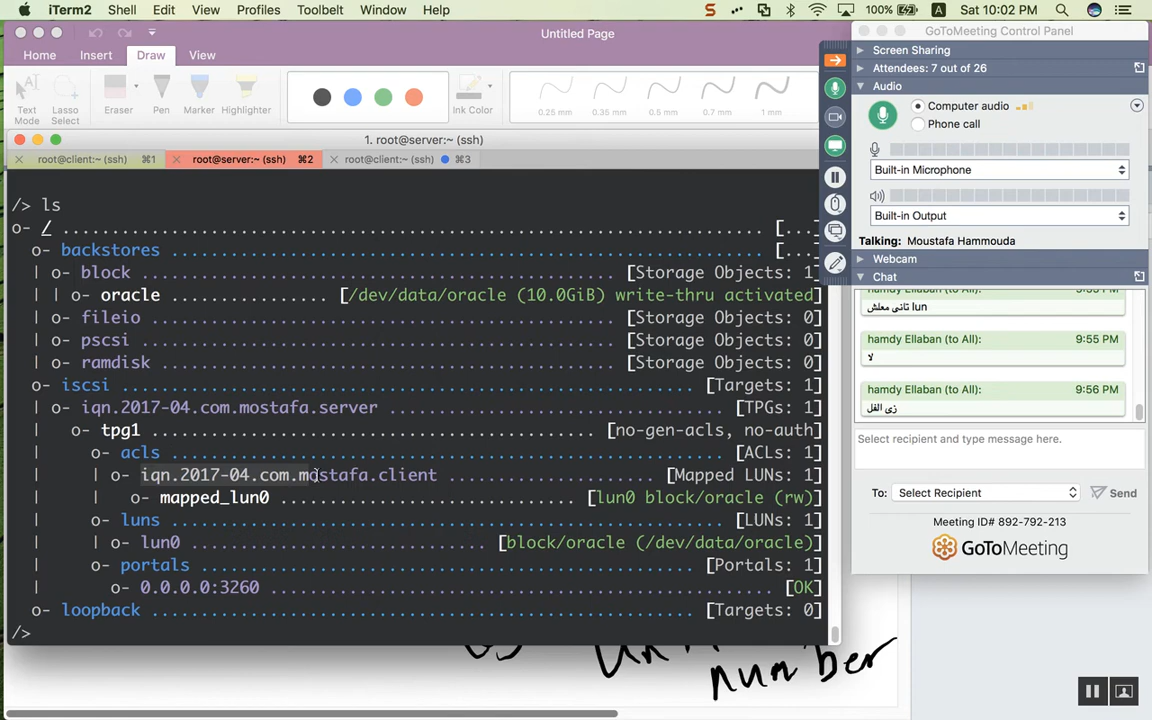 iTerm2 Shell Edit View Profiles Toolbelt Window Help 100% A Sat 10:02 PM
Untitled Page
Home Insert Draw View
Text Mode Lasso Select Eraser Pen Marker Highlighter Ink Color 0.25 mm 0.35 mm 0.5 mm 0.7 mm 1 mm
1. root@server:~ (ssh)
root@client:~ (ssh) ⌘1 root@server:~ (ssh) ⌘2 root@client:~ (ssh) ⌘3
/> ls
o- / ..... [...
o- backstores ..... [...
| o- block ..... [Storage Objects: 1]
| | o- oracle ..... [/dev/data/oracle (10.0GiB) write-thru activated]
| o- fileio ..... [Storage Objects: 0]
| o- pscsi ..... [Storage Objects: 0]
| o- ramdisk ..... [Storage Objects: 0]
o- iscsi ..... [Targets: 1]
| o- iqn.2017-04.com.mostafa.server ..... [TPGs: 1]
| o- tpg1 ..... [no-gen-acls, no-auth]
| o- acls ..... [ACLs: 1]
| | o- iqn.2017-04.com.mostafa.client ..... [Mapped LUNs: 1]
| | o- mapped_lun0 ..... [lun0 block/oracle (rw)]
| o- luns ..... [LUNs: 1]
| | o- lun0 ..... [block/oracle (/dev/data/oracle)]
| o- portals ..... [Portals: 1]
| o- 0.0.0.0:3260 ..... [OK]
o- loopback ..... [Targets: 0]
/>
number
GoToMeeting Control Panel
Screen Sharing
Attendees: 7 out of 26
Audio
Computer audio
Phone call
Built-in Microphone
Built-in Output
Talking: Moustafa Hammouda
Webcam
Chat
lun تانى معلش
hamdy Ellaban (to All): 9:55 PM
لا
hamdy Ellaban (to All): 9:56 PM
زى الفل
Select recipient and type message here.
To: Select Recipient Send
Meeting ID# 892-792-213
GoToMeeting